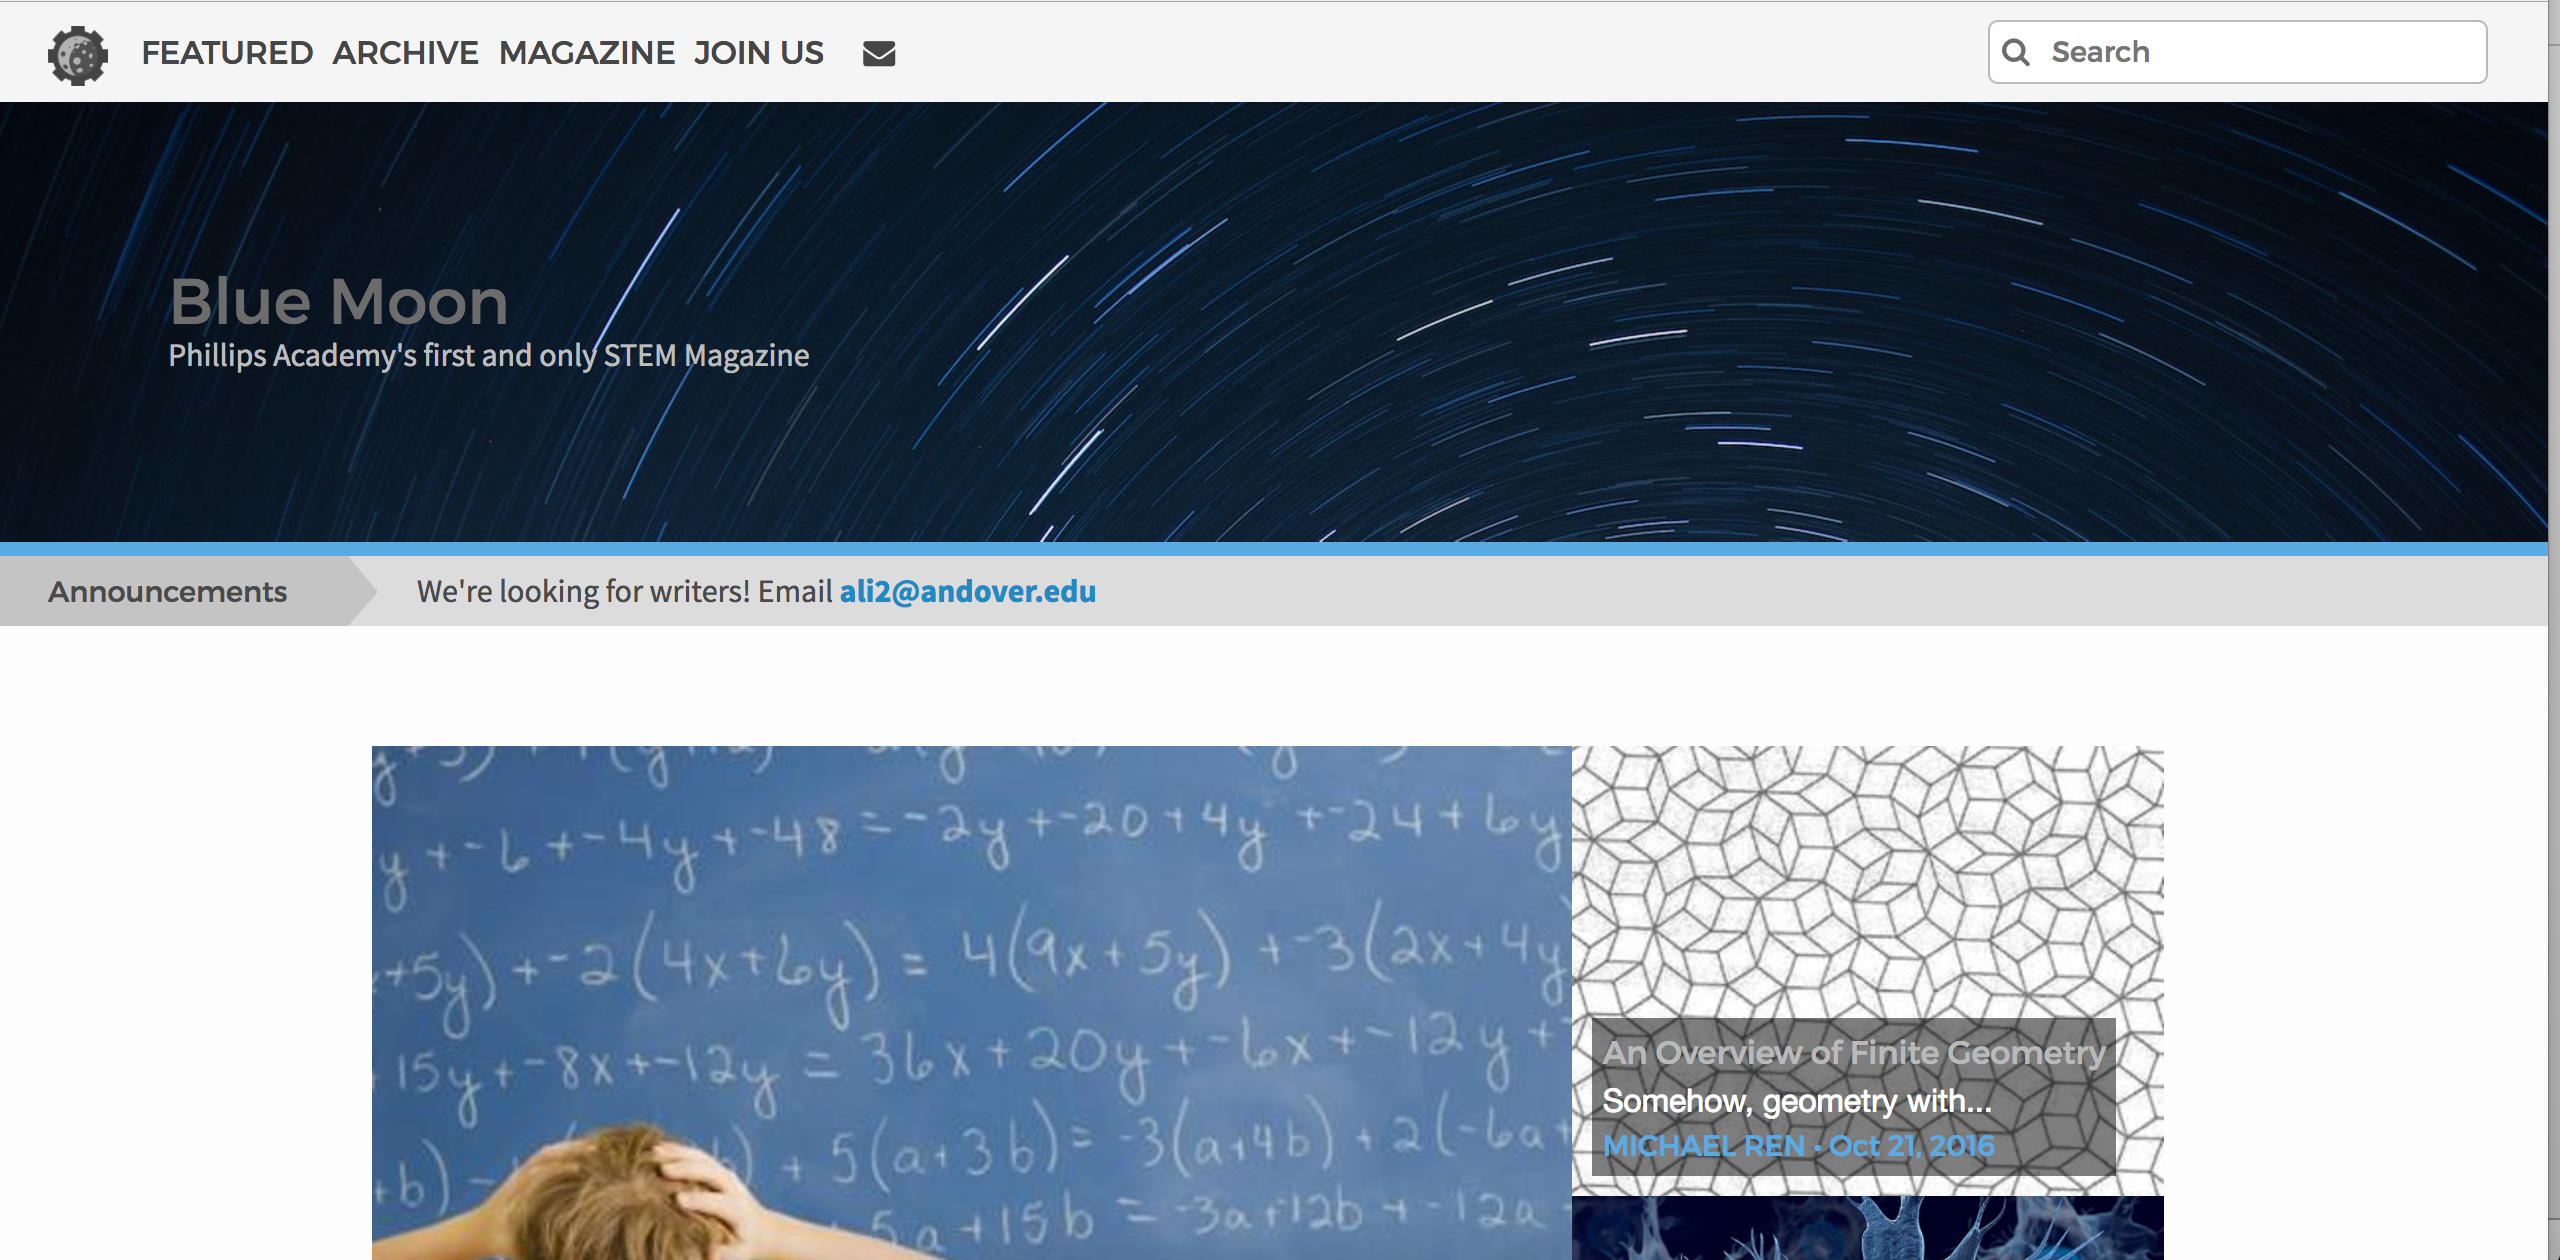 FEATURED ARCHIVE MAGAZINE JOIN US
Search
Blue Moon
Phillips Academy's first and only STEM Magazine
Announcements
We're looking for writers! Email ali2@andover.edu
y + -6 + -4y + -48 = -2y + -20 + 4y + -24 + 6y
+5y) + -2(4x+6y) = 4(9x+5y) + -3(2x+4y
15y + -8x + -12y = 36x + 20y + -6x + -12y +
+b) - + 5(a+3b) = -3(a+4b) + 2(-6a+
5a + 15b = -3a + 12b + -12a
An Overview of Finite Geometry
Somehow, geometry with...
MICHAEL REN • Oct 21, 2016